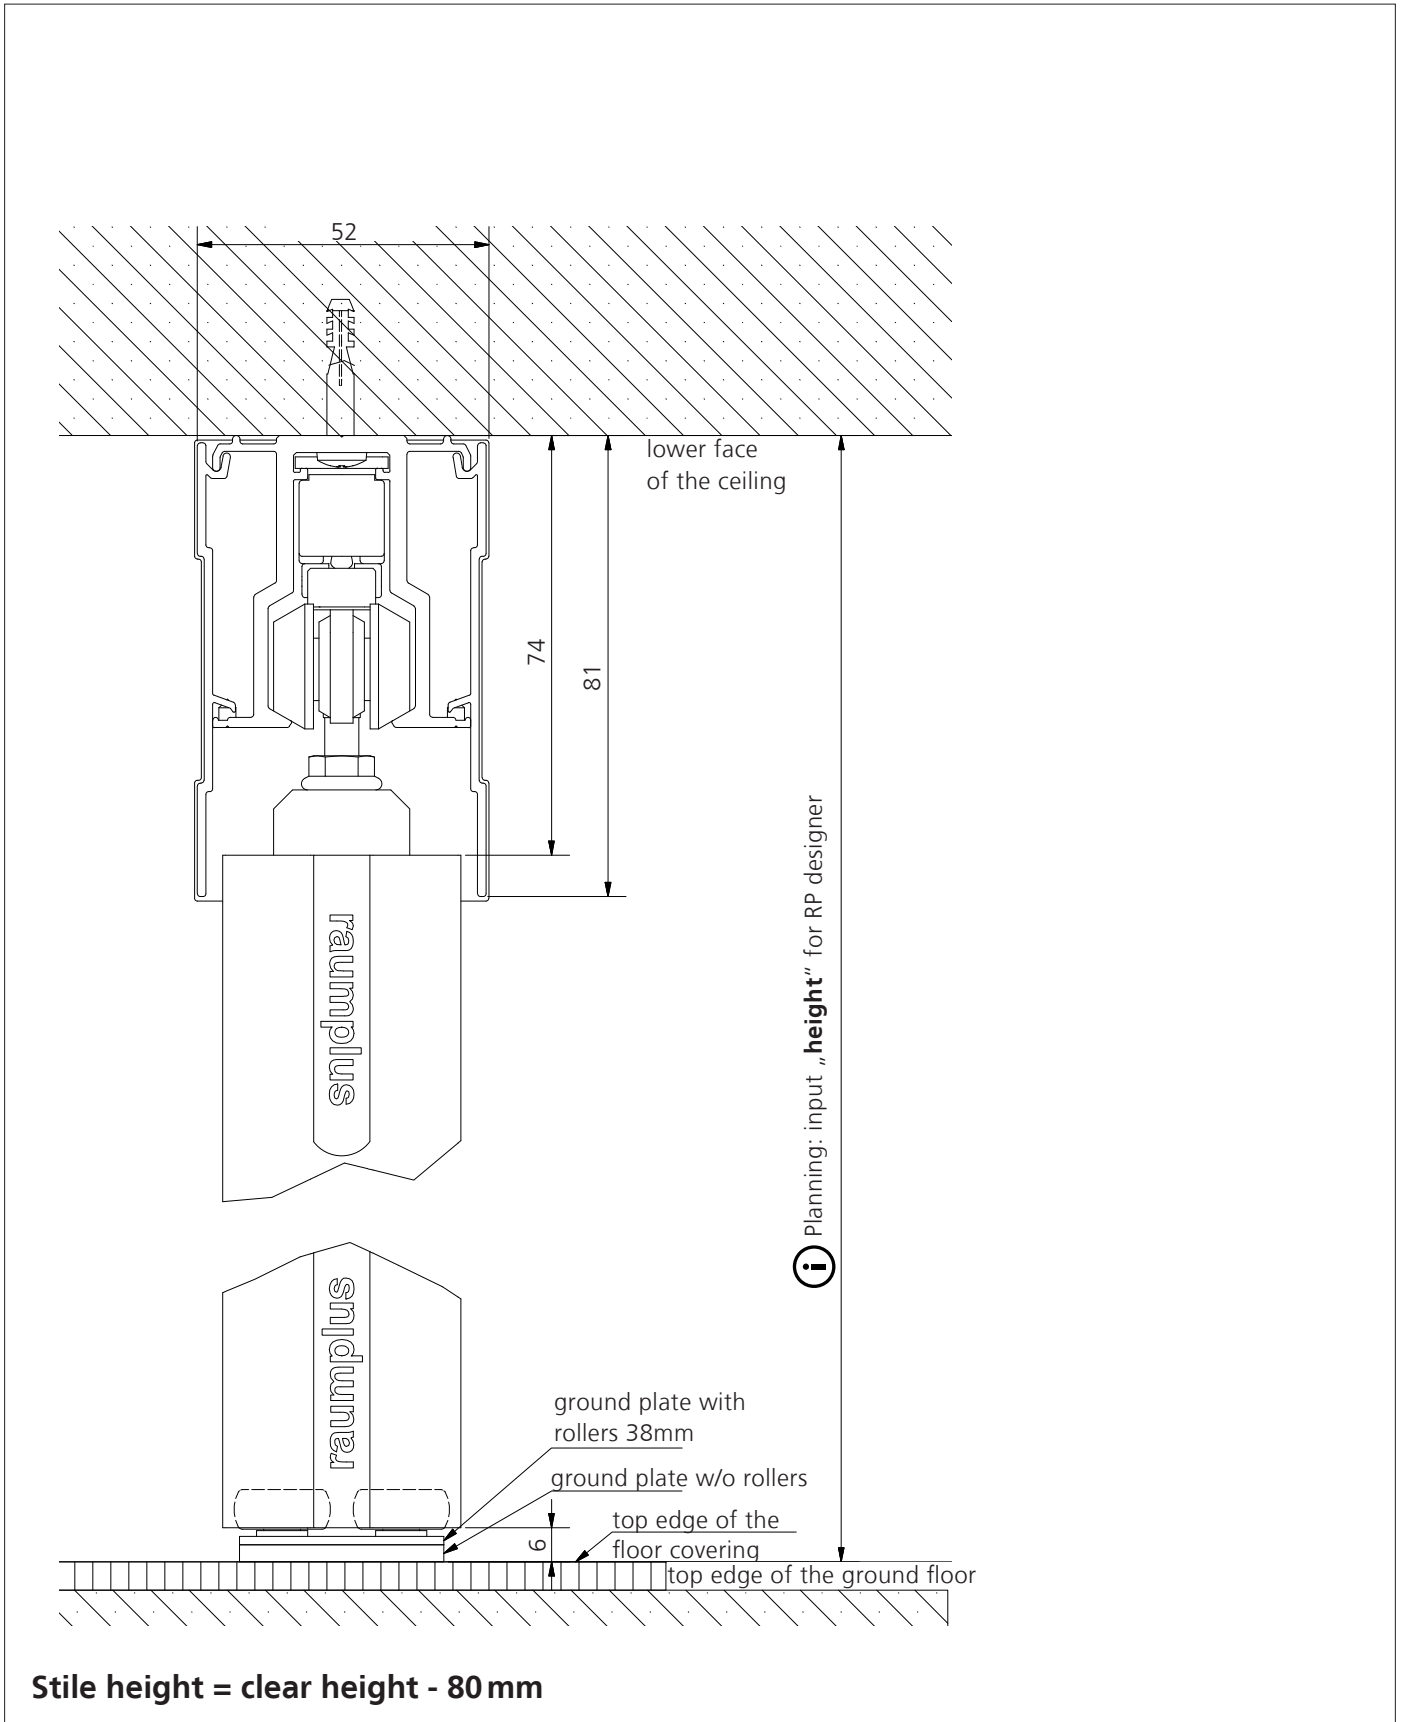 52
lower face
of the ceiling
74
81
raumplus
Planning: input „height“ for RP designer
raumplus
ground plate with
rollers 38mm
ground plate w/o rollers
top edge of the
floor covering
6
top edge of the ground floor
Stile height = clear height - 80 mm